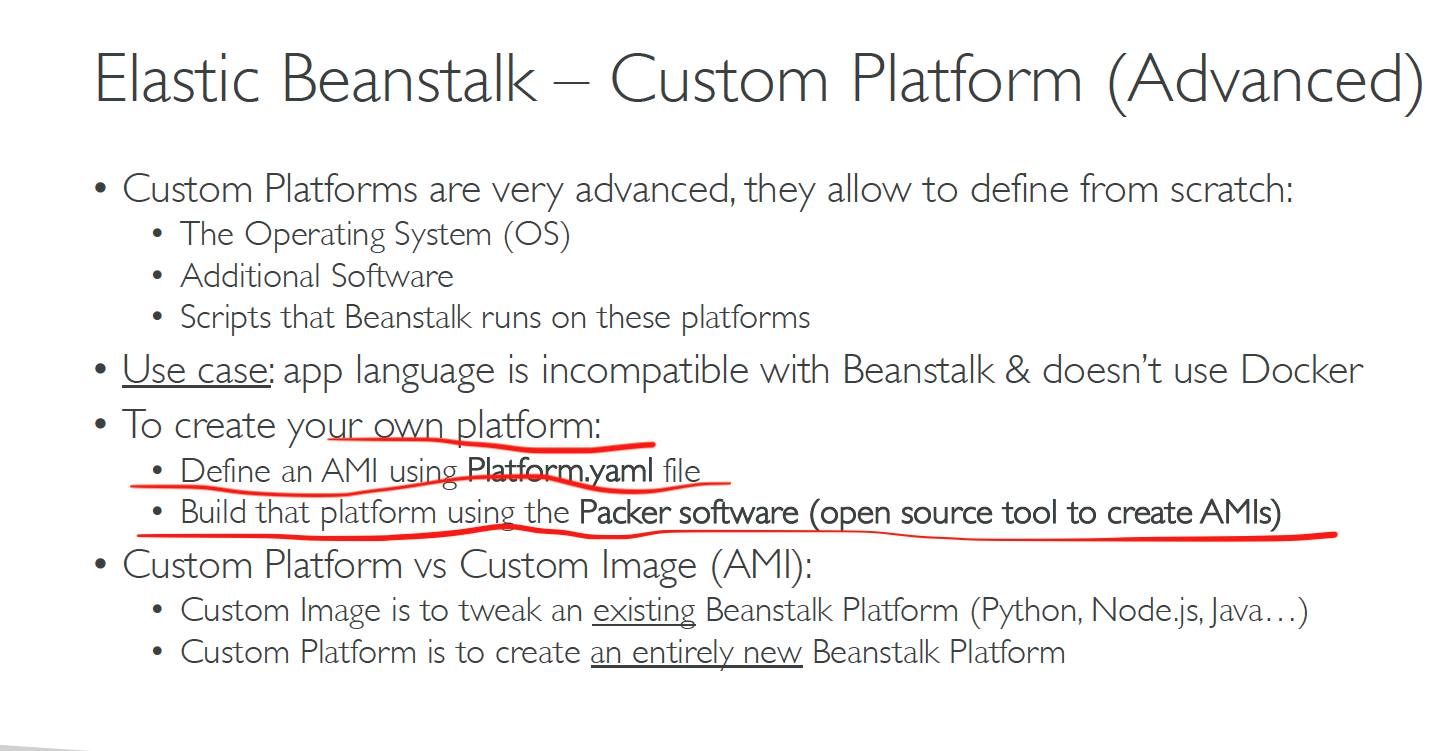 Elastic Beanstalk – Custom Platform (Advanced)
• Custom Platforms are very advanced, they allow to define from scratch:
• The Operating System (OS)
• Additional Software
• Scripts that Beanstalk runs on these platforms
• Use case: app language is incompatible with Beanstalk & doesn't use Docker
• To create your own platform:
• Define an AMI using Platform.yaml file
• Build that platform using the Packer software (open source tool to create AMIs)
• Custom Platform vs Custom Image (AMI):
• Custom Image is to tweak an existing Beanstalk Platform (Python, Node.js, Java…)
• Custom Platform is to create an entirely new Beanstalk Platform